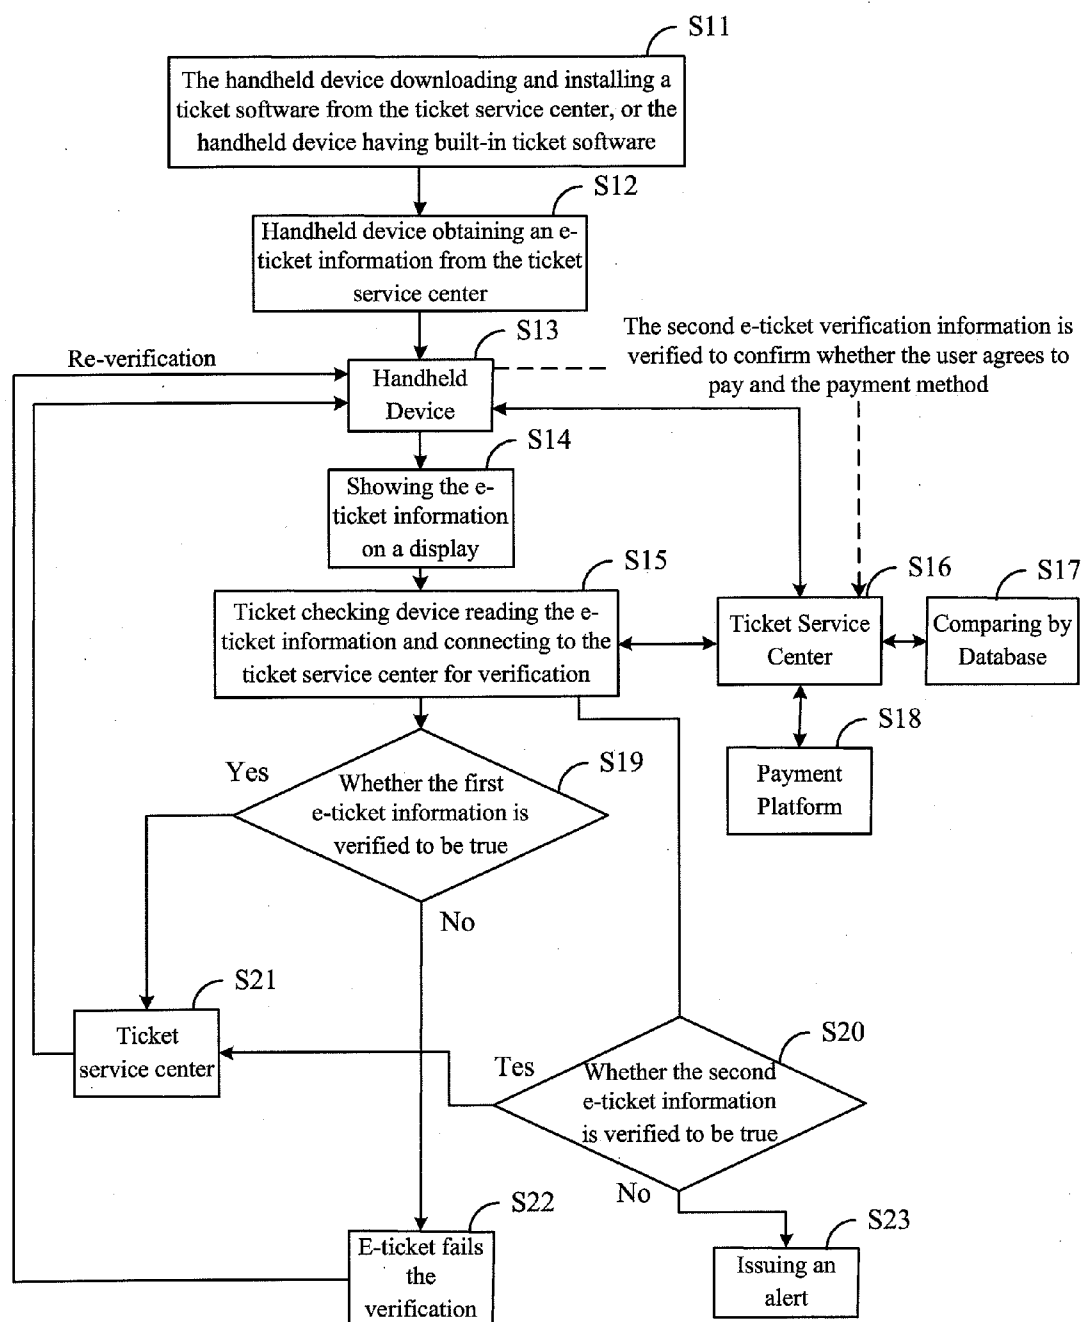 S11
The handheld device downloading and installing a
ticket software from the ticket service center, or the
handheld device having built-in ticket software
S12
Handheld device obtaining an e-
ticket information from the ticket
service center
S13
The second e-ticket verification information is
verified to confirm whether the user agrees to
pay and the payment method
Re-verification
Handheld
Device
S14
Showing the e-
ticket information
on a display
S15
Ticket checking device reading the e-
ticket information and connecting to the
ticket service center for verification
S16
Ticket Service
Center
S17
Comparing by
Database
S18
Payment
Platform
S19
Yes
Whether the first
e-ticket information is
verified to be true
No
S21
Ticket
service center
S20
Tes
Whether the second
e-ticket information
is verified to be true
No
S22
E-ticket fails
the
verification
S23
Issuing an
alert